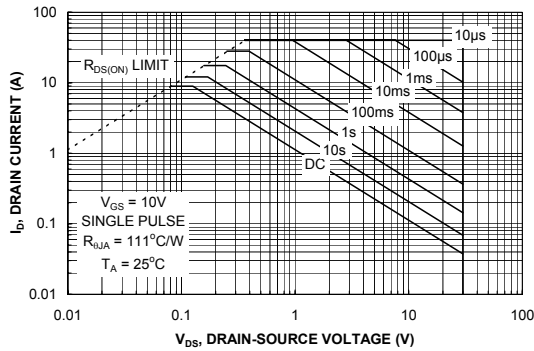 100
10
1
0.1
0.01
0.01
0.1
1
10
100
I_D, DRAIN CURRENT (A)
V_DS, DRAIN-SOURCE VOLTAGE (V)
R_DS(ON) LIMIT
10µs
100µs
1ms
10ms
100ms
1s
10s
DC
V_GS = 10V
SINGLE PULSE
R_θJA = 111°C/W
T_A = 25°C